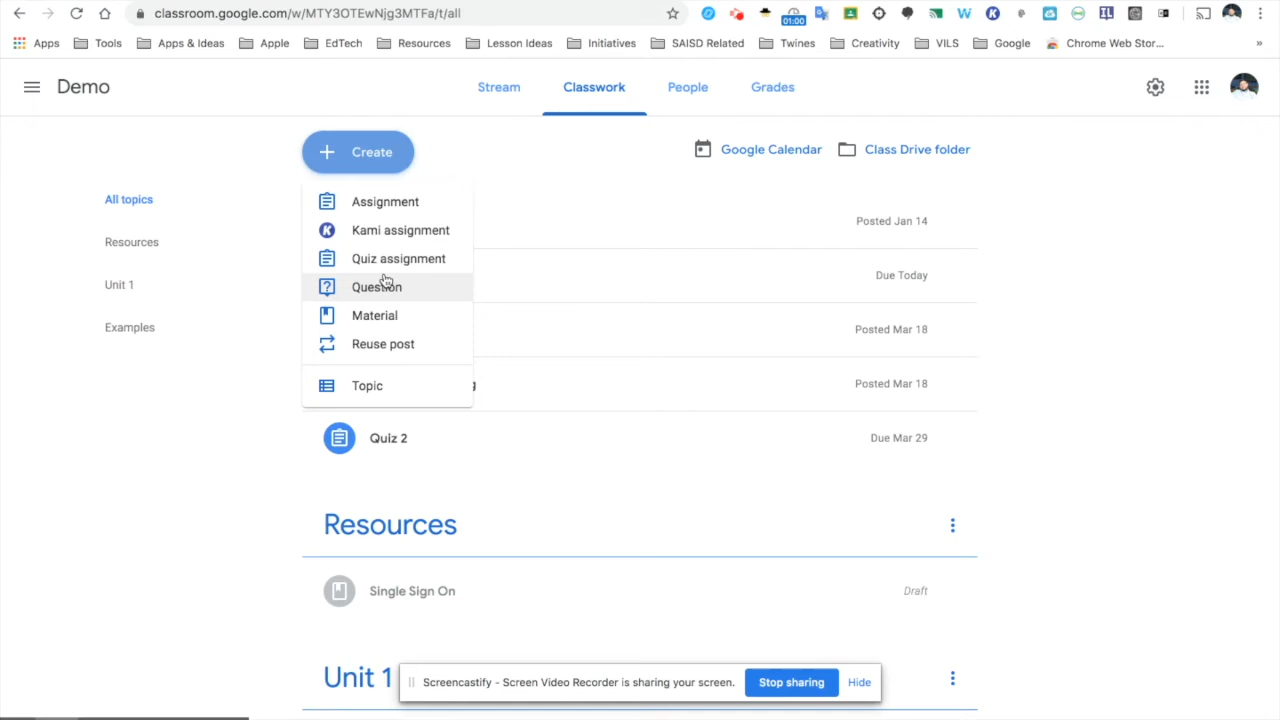 classroom.google.com/w/MTY3OTEwNjg3MTFa/t/all
01:00
Apps Tools Apps & Ideas Apple EdTech Resources Lesson Ideas Initiatives SAISD Related Twines Creativity VILS Google Chrome Web Stor... »
Demo Stream Classwork People Grades
Create Google Calendar Class Drive folder
All topics
Resources
Unit 1
Examples
Assignment
Kami assignment
Quiz assignment
Question
Material
Reuse post
Topic
g
Posted Jan 14
Due Today
Posted Mar 18
Posted Mar 18
Quiz 2 Due Mar 29
Resources
Single Sign On Draft
Unit 1
Screencastify - Screen Video Recorder is sharing your screen. Stop sharing Hide